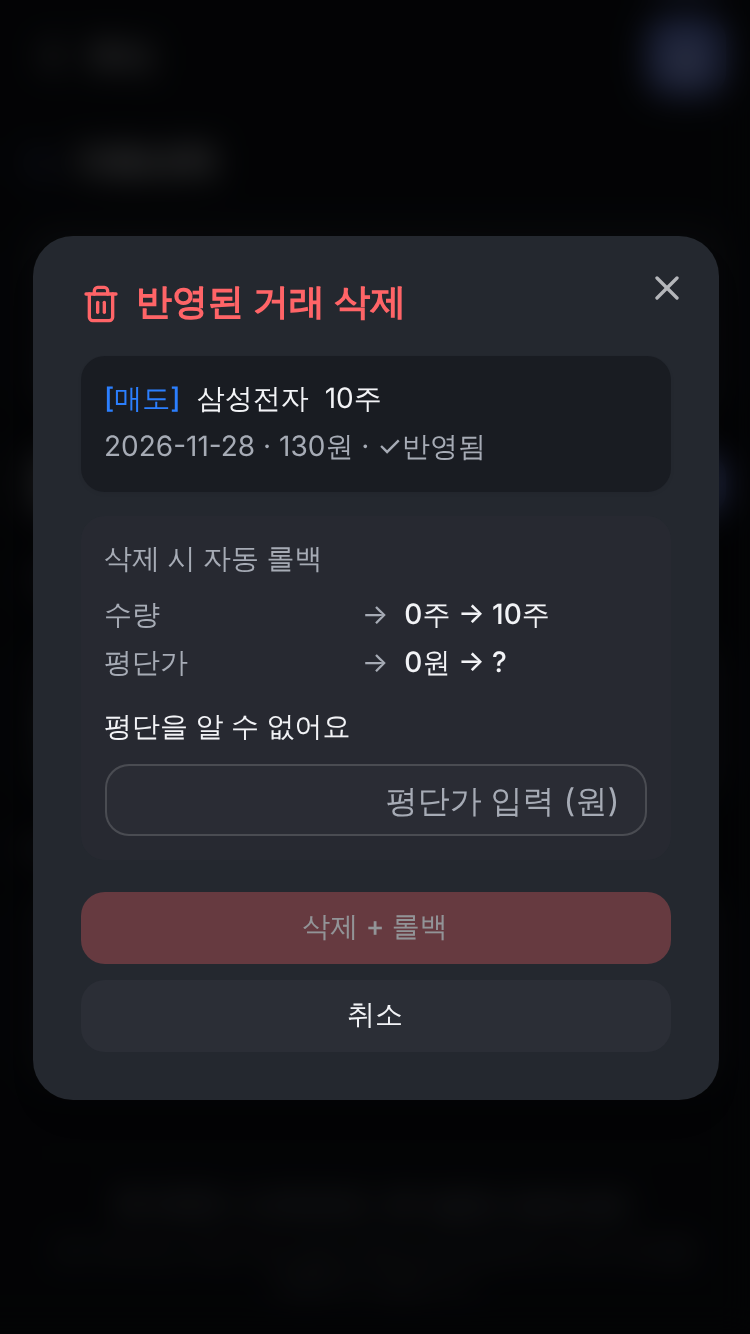 반영된 거래 삭제
[매도] 삼성전자 10주
2026-11-28 · 130원 · ✓반영됨
삭제 시 자동 롤백
수량 → 0주 → 10주
평단가 → 0원 → ?
평단을 알 수 없어요
평단가 입력 (원)
삭제 + 롤백
취소